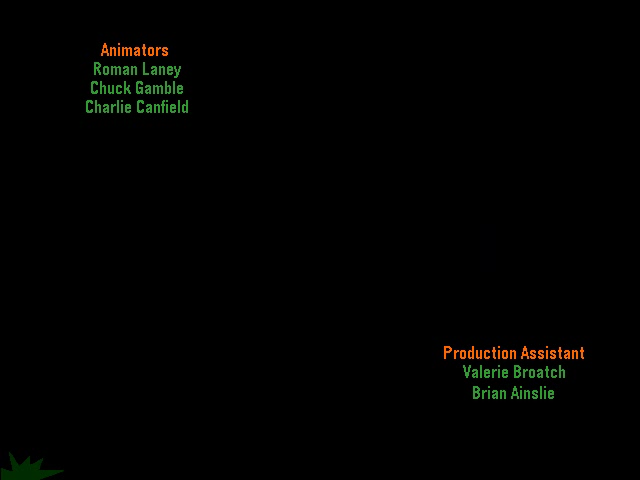 Animators
Roman Laney
Chuck Gamble
Charlie Canfield
Production Assistant
Valerie Broatch
Brian Ainslie